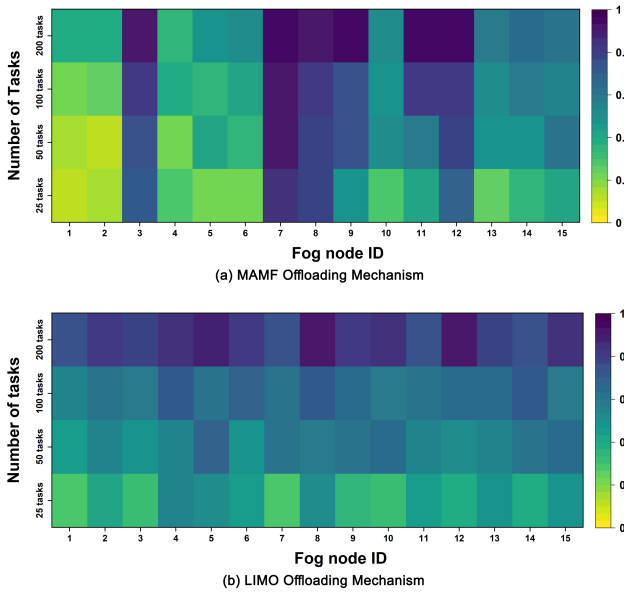 Number of Tasks
200 tasks
100 tasks
50 tasks
25 tasks
1 2 3 4 5 6 7 8 9 10 11 12 13 14 15
Fog node ID
1
0
(a) MAMF Offloading Mechanism
Number of tasks
200 tasks
100 tasks
50 tasks
25 tasks
1 2 3 4 5 6 7 8 9 10 11 12 13 14 15
Fog node ID
1
0
(b) LIMO Offloading Mechanism